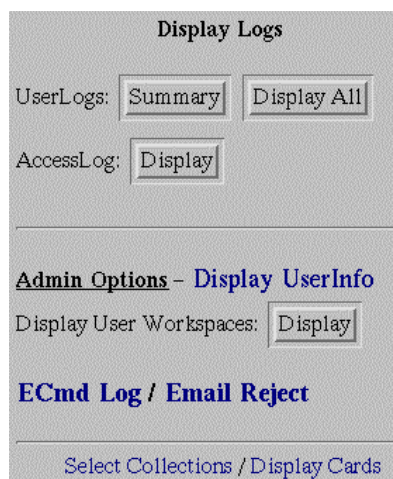 Display Logs
UserLogs: Summary Display All
AccessLog: Display
Admin Options – Display UserInfo
Display User Workspaces: Display
ECmd Log / Email Reject
Select Collections / Display Cards